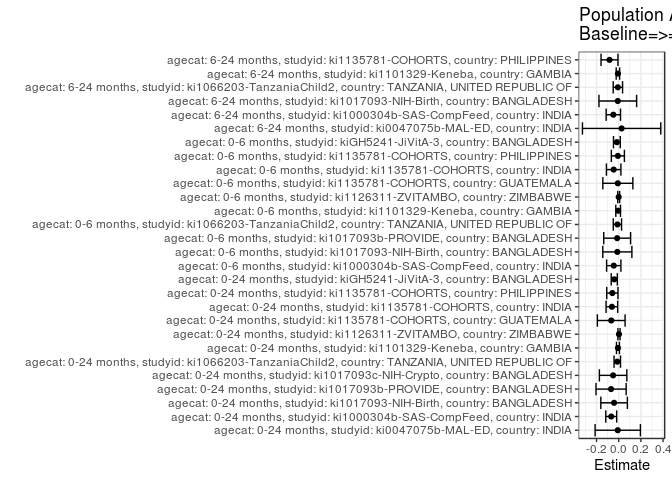 Population A
Baseline=>=
agecat: 6-24 months, studyid: ki1135781-COHORTS, country: PHILIPPINES
agecat: 6-24 months, studyid: ki1101329-Keneba, country: GAMBIA
agecat: 6-24 months, studyid: ki1066203-TanzaniaChild2, country: TANZANIA, UNITED REPUBLIC OF
agecat: 6-24 months, studyid: ki1017093-NIH-Birth, country: BANGLADESH
agecat: 6-24 months, studyid: ki1000304b-SAS-CompFeed, country: INDIA
agecat: 6-24 months, studyid: ki0047075b-MAL-ED, country: INDIA
agecat: 0-6 months, studyid: kiGH5241-JiVitA-3, country: BANGLADESH
agecat: 0-6 months, studyid: ki1135781-COHORTS, country: PHILIPPINES
agecat: 0-6 months, studyid: ki1135781-COHORTS, country: INDIA
agecat: 0-6 months, studyid: ki1135781-COHORTS, country: GUATEMALA
agecat: 0-6 months, studyid: ki1126311-ZVITAMBO, country: ZIMBABWE
agecat: 0-6 months, studyid: ki1101329-Keneba, country: GAMBIA
agecat: 0-6 months, studyid: ki1066203-TanzaniaChild2, country: TANZANIA, UNITED REPUBLIC OF
agecat: 0-6 months, studyid: ki1017093b-PROVIDE, country: BANGLADESH
agecat: 0-6 months, studyid: ki1017093-NIH-Birth, country: BANGLADESH
agecat: 0-6 months, studyid: ki1000304b-SAS-CompFeed, country: INDIA
agecat: 0-24 months, studyid: kiGH5241-JiVitA-3, country: BANGLADESH
agecat: 0-24 months, studyid: ki1135781-COHORTS, country: PHILIPPINES
agecat: 0-24 months, studyid: ki1135781-COHORTS, country: INDIA
agecat: 0-24 months, studyid: ki1135781-COHORTS, country: GUATEMALA
agecat: 0-24 months, studyid: ki1126311-ZVITAMBO, country: ZIMBABWE
agecat: 0-24 months, studyid: ki1101329-Keneba, country: GAMBIA
agecat: 0-24 months, studyid: ki1066203-TanzaniaChild2, country: TANZANIA, UNITED REPUBLIC OF
agecat: 0-24 months, studyid: ki1017093c-NIH-Crypto, country: BANGLADESH
agecat: 0-24 months, studyid: ki1017093b-PROVIDE, country: BANGLADESH
agecat: 0-24 months, studyid: ki1017093-NIH-Birth, country: BANGLADESH
agecat: 0-24 months, studyid: ki1000304b-SAS-CompFeed, country: INDIA
agecat: 0-24 months, studyid: ki0047075b-MAL-ED, country: INDIA
-0.2 0.0 0.2 0.4
Estimate